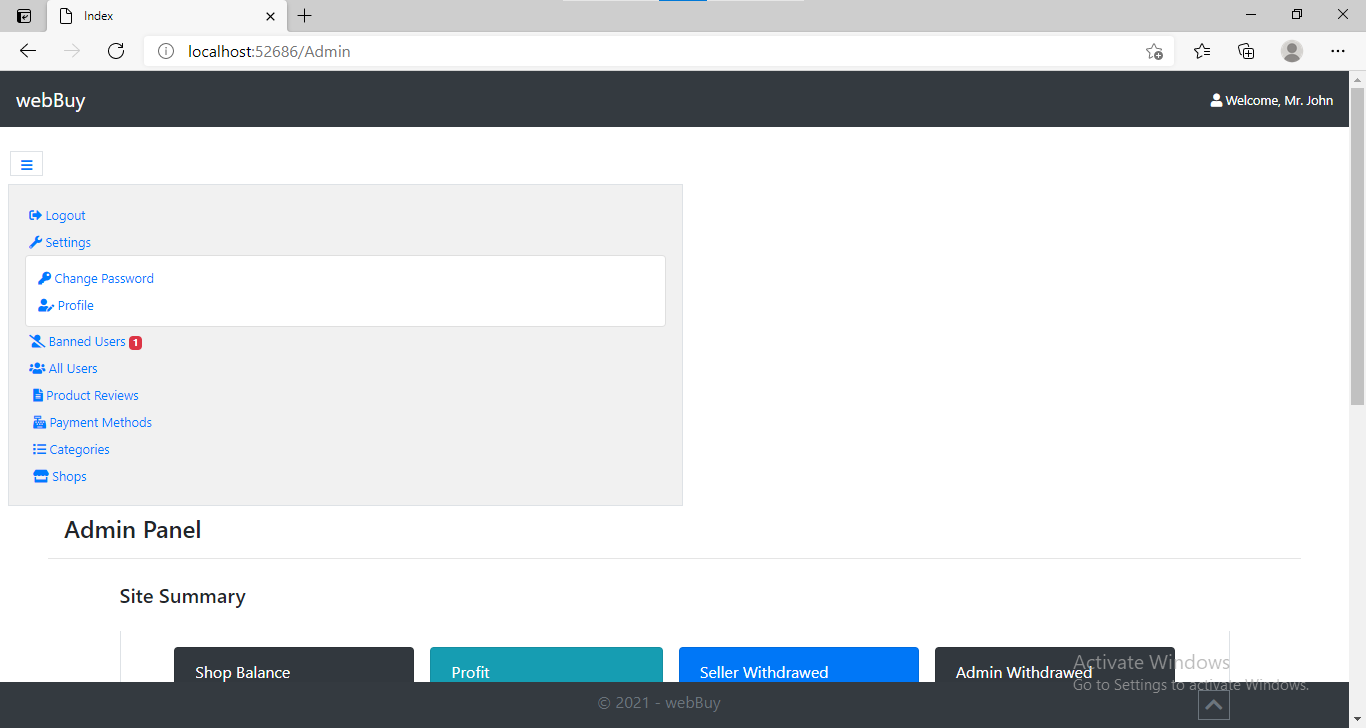 Index
localhost:52686/Admin
webBuy
Welcome, Mr. John
Logout
Settings
Change Password
Profile
Banned Users 1
All Users
Product Reviews
Payment Methods
Categories
Shops
Admin Panel
Site Summary
Shop Balance
Profit
Seller Withdrawed
Admin Withdrawed
Activate Windows
Go to Settings to activate Windows.
© 2021 - webBuy